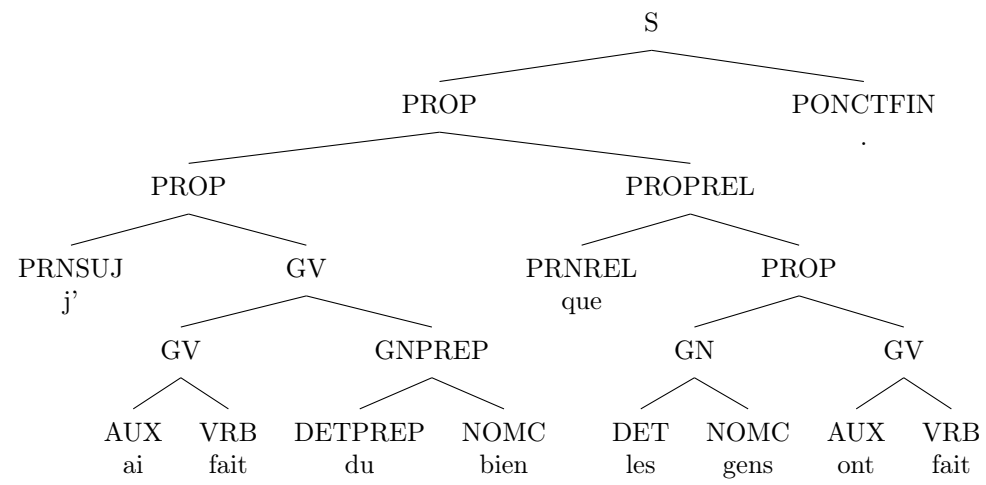 S
PROP PONCTFIN
.
PROP PROPREL
PRNSUJ GV PRNREL PROP
j’ que
GV GNPREP GN GV
AUX VRB DETPREP NOMC DET NOMC AUX VRB
ai fait du bien les gens ont fait